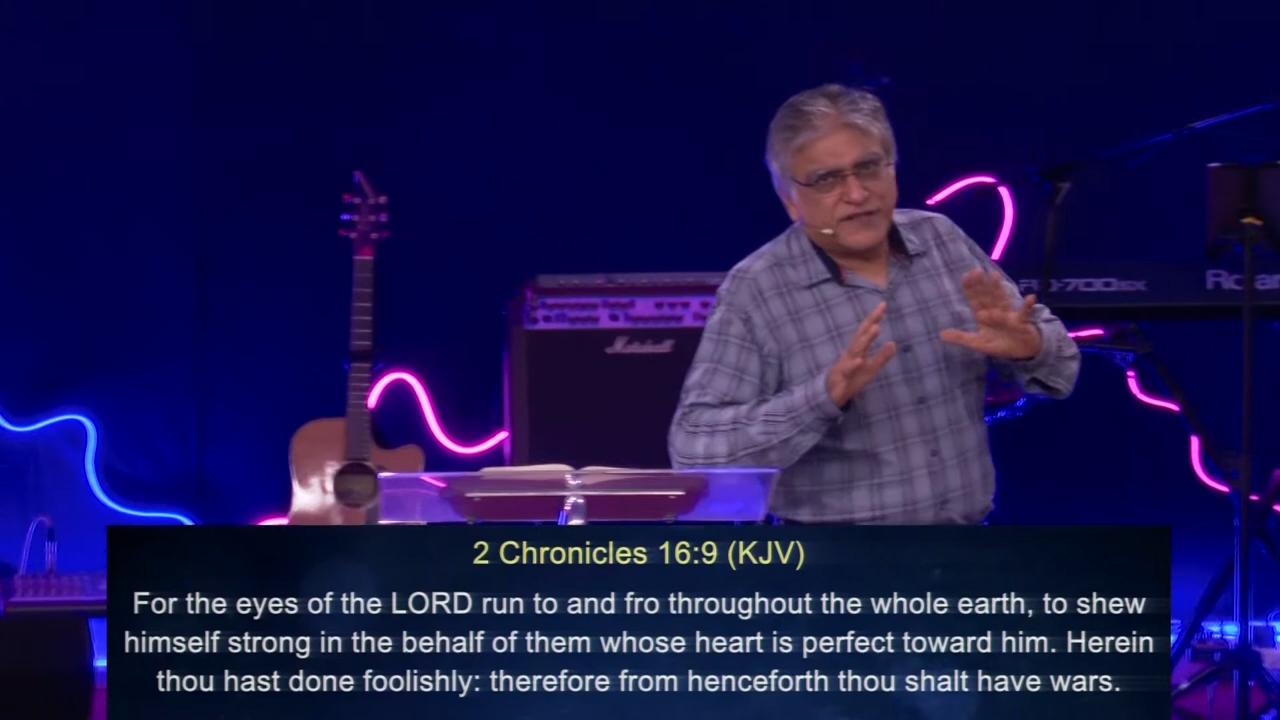 Marshall
700SX
2 Chronicles 16:9 (KJV)
For the eyes of the LORD run to and fro throughout the whole earth, to shew
himself strong in the behalf of them whose heart is perfect toward him. Herein
thou hast done foolishly: therefore from henceforth thou shalt have wars.